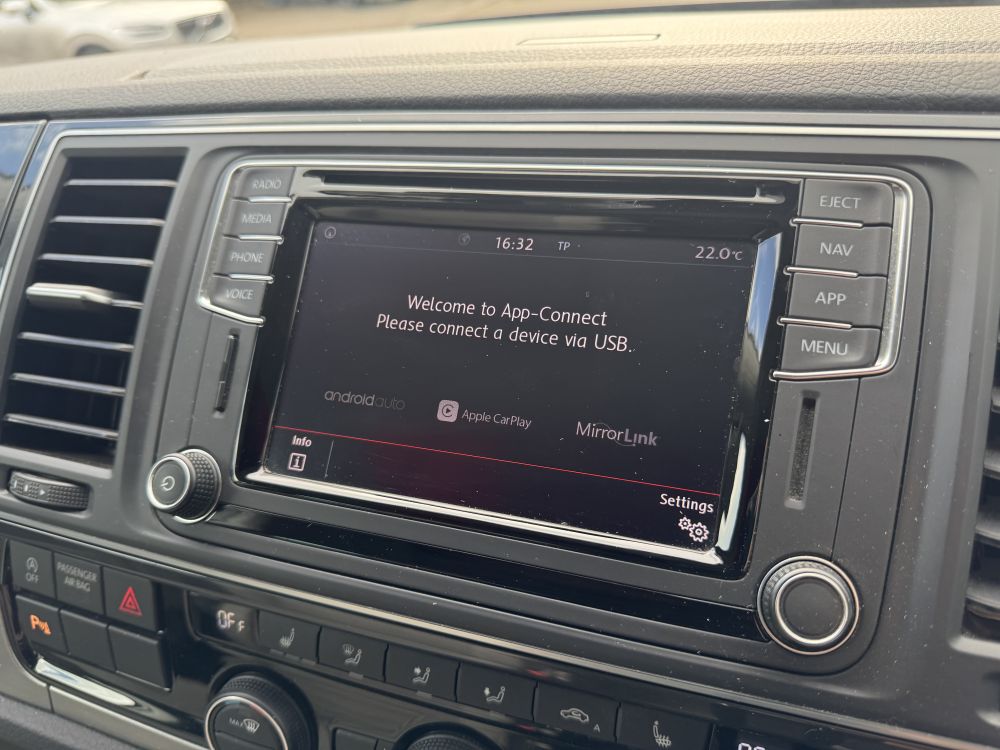 RADIO
MEDIA
PHONE
VOICE
16:32 TP 22.0°C
Welcome to App-Connect
Please connect a device via USB.
androidauto
Apple CarPlay
MirrorLink
Info
i
Settings
EJECT
NAV
APP
MENU
A OFF
PASSENGER
AIR BAG
P
OFF
MAX
A